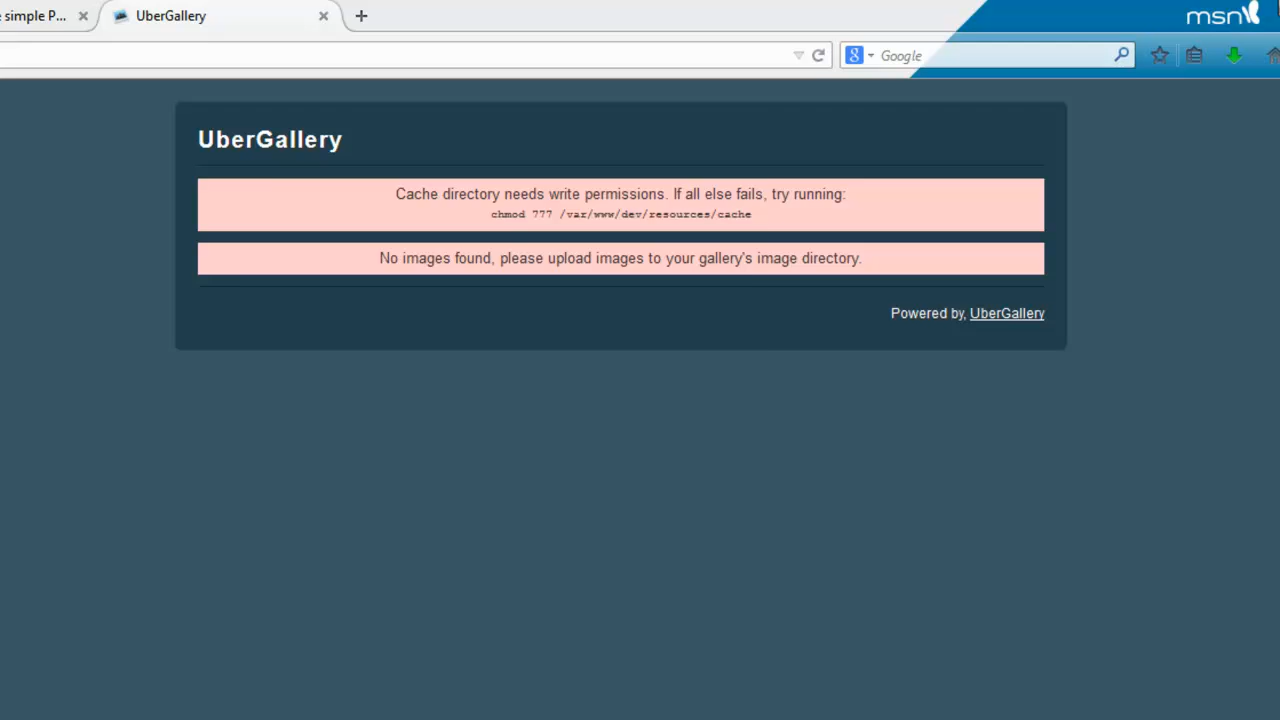 simple P...
UberGallery
msn
Google
UberGallery
Cache directory needs write permissions. If all else fails, try running:
chmod 777 /var/www/dev/resources/cache
No images found, please upload images to your gallery's image directory.
Powered by, UberGallery